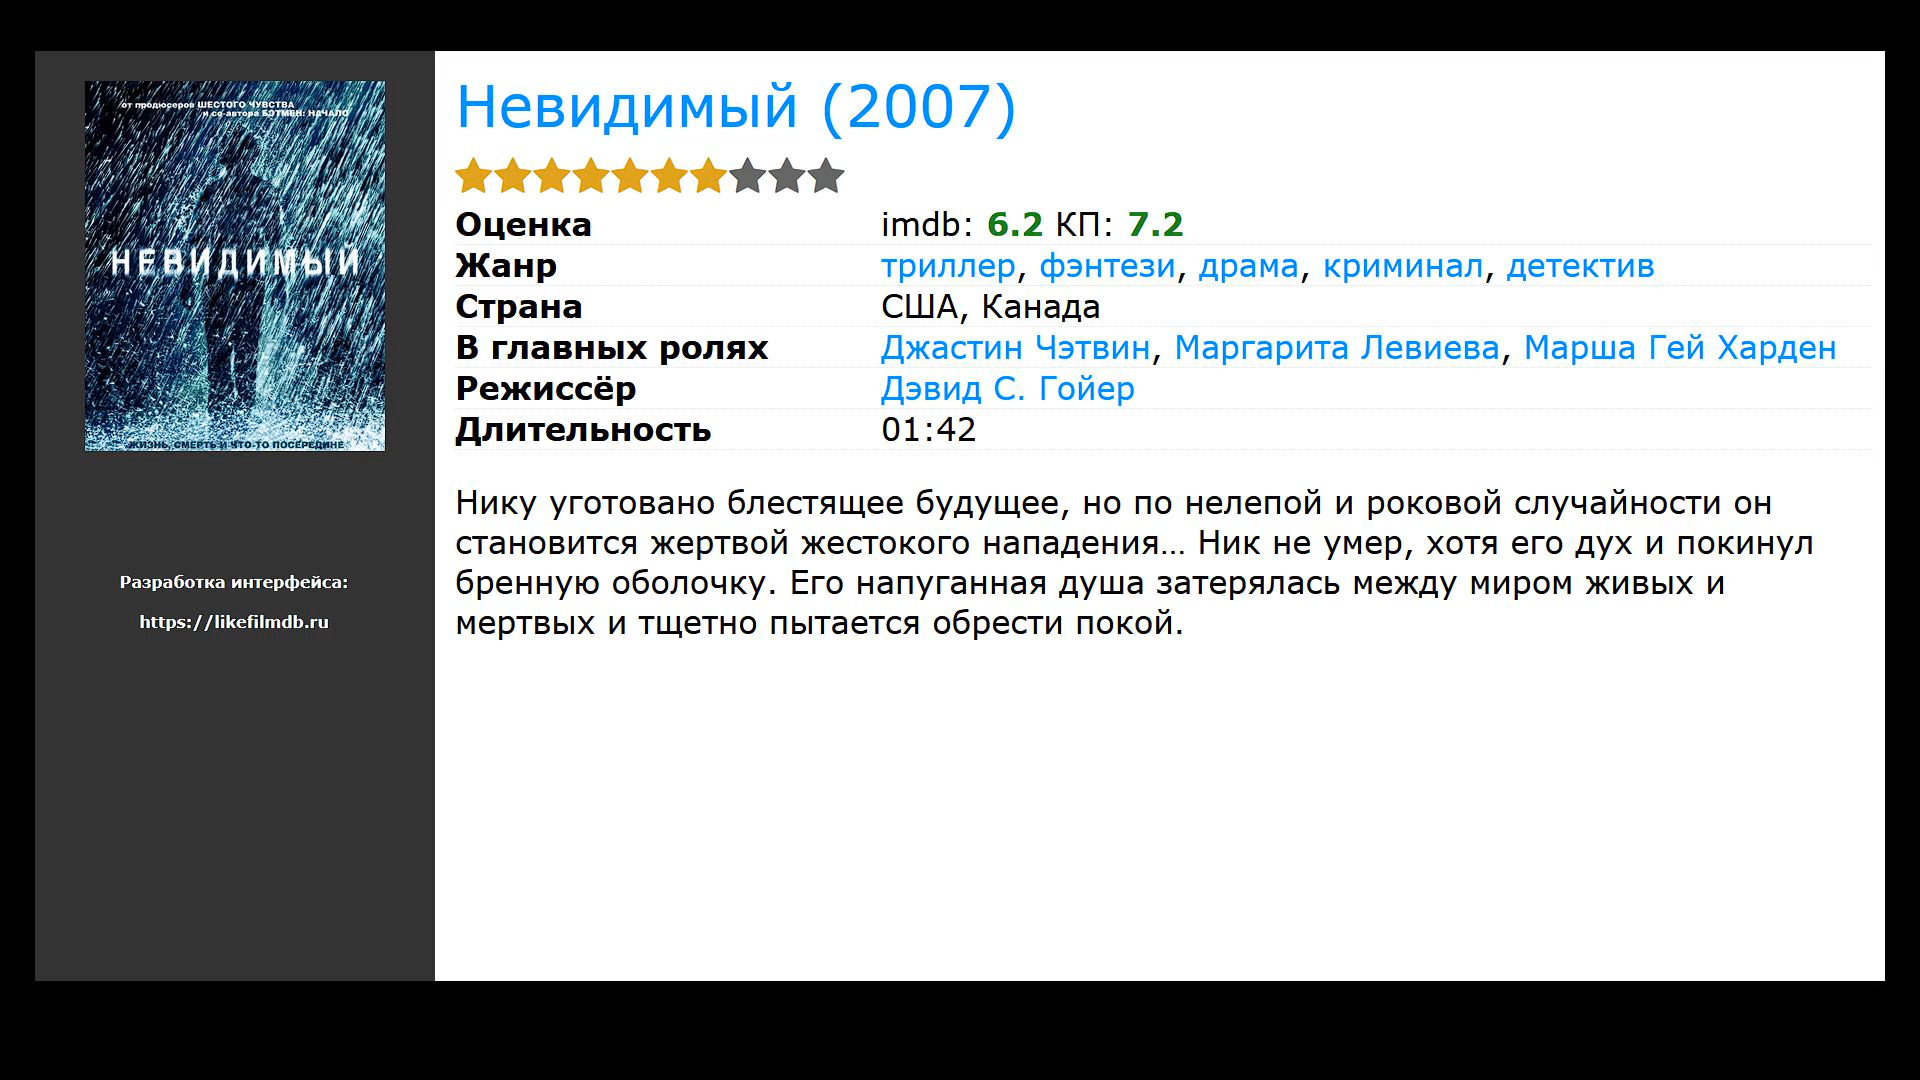 от продюсеров ШЕСТОГО ЧУВСТВА
и со-автора БЭТМЕН: НАЧАЛО
НЕВИДИМЫЙ
ЖИЗНЬ, СМЕРТЬ И ЧТО-ТО ПОСЕРЕДИНЕ
Разработка интерфейса:
https://likefilmdb.ru
Невидимый (2007)
Оценка imdb: 6.2 КП: 7.2
Жанр триллер, фэнтези, драма, криминал, детектив
Страна США, Канада
В главных ролях Джастин Чэтвин, Маргарита Левиева, Марша Гей Харден
Режиссёр Дэвид С. Гойер
Длительность 01:42
Нику уготовано блестящее будущее, но по нелепой и роковой случайности он
становится жертвой жестокого нападения… Ник не умер, хотя его дух и покинул
бренную оболочку. Его напуганная душа затерялась между миром живых и
мертвых и тщетно пытается обрести покой.